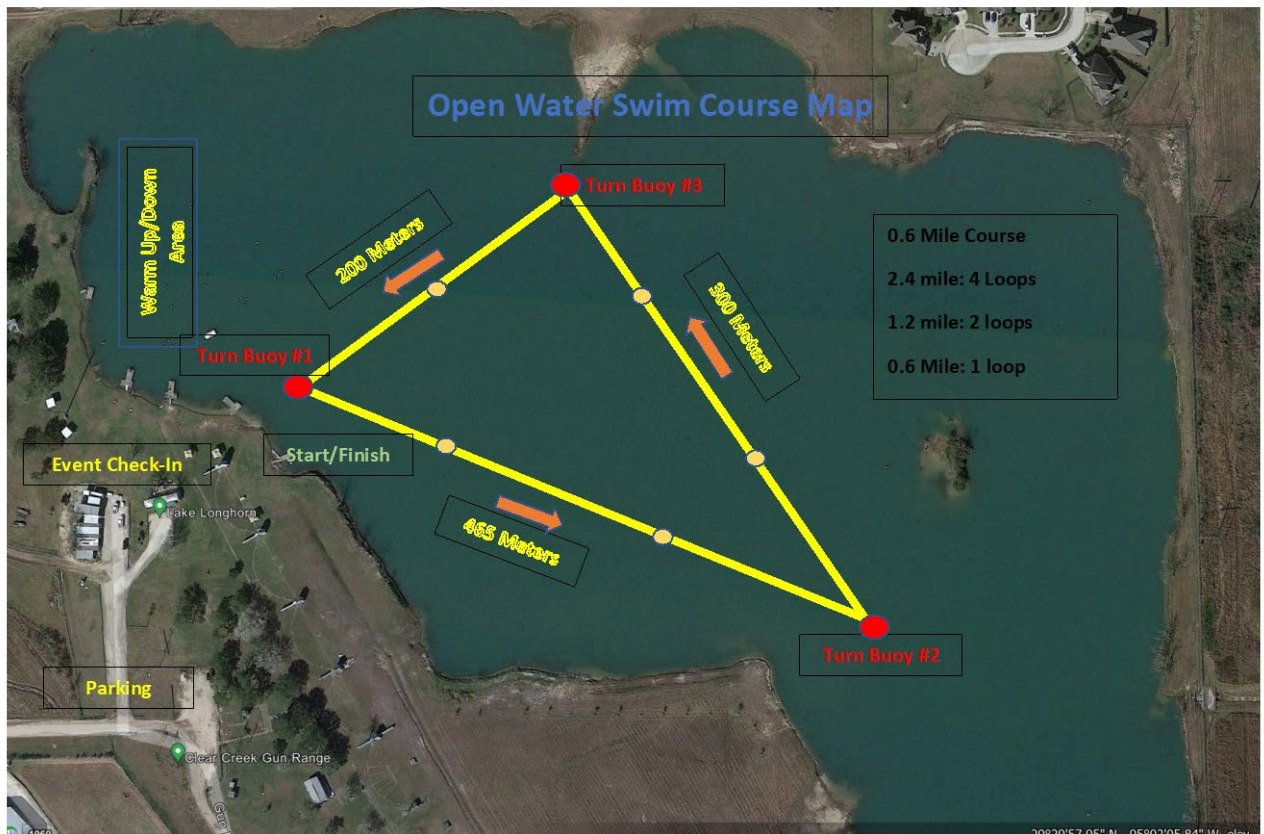 Open Water Swim Course Map
Turn Buoy #3
200 Meters
Warm Up/Down
Area
0.6 Mile Course
2.4 mile: 4 Loops
1.2 mile: 2 loops
0.6 Mile: 1 loop
300 Meters
Turn Buoy #1
Start/Finish
Event Check-In
Lake Longhorn
465 Meters
Turn Buoy #2
Parking
Clear Creek Gun Range